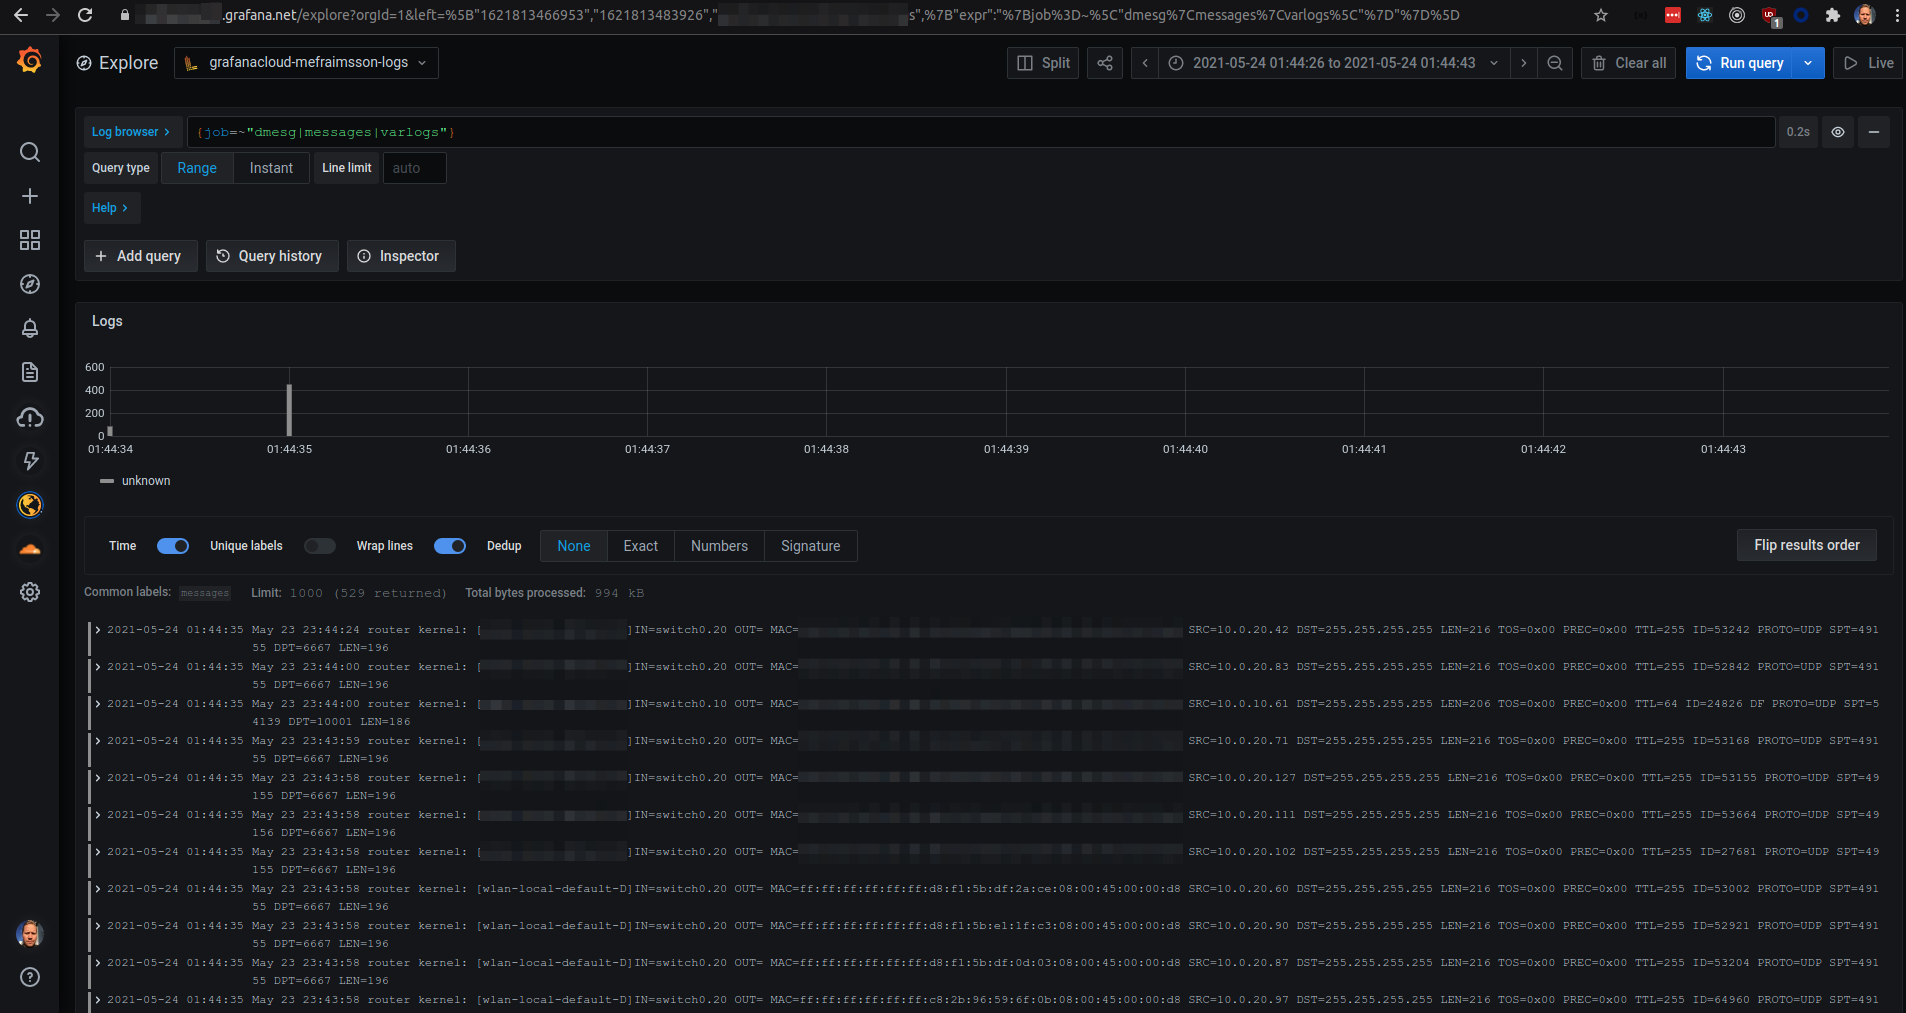 .grafana.net/explore?orgId=1&left=%5B"1621813466953","1621813483926","s",%7B"expr":"%7Bjob%3D~%5C"dmesg%7Cmessages%7Cvarlogs%5C"%7D"%7D%5D
1
Explore
grafanacloud-mefraimsson-logs
Split
2021-05-24 01:44:26 to 2021-05-24 01:44:43
Clear all
Run query
Live
Log browser >
{job=~"dmesg|messages|varlogs"}
0.2s
Query type
Range
Instant
Line limit
auto
Help >
+ Add query
Query history
Inspector
Logs
600
400
200
0
01:44:34 01:44:35 01:44:36 01:44:37 01:44:38 01:44:39 01:44:40 01:44:41 01:44:42 01:44:43
unknown
Time
Unique labels
Wrap lines
Dedup
None
Exact
Numbers
Signature
Flip results order
Common labels: messages Limit: 1000 (529 returned) Total bytes processed: 994 kB
> 2021-05-24 01:44:35 May 23 23:44:24 router kernel: [ ]IN=switch0.20 OUT= MAC= SRC=10.0.20.42 DST=255.255.255.255 LEN=216 TOS=0x00 PREC=0x00 TTL=255 ID=53242 PROTO=UDP SPT=491
55 DPT=6667 LEN=196
> 2021-05-24 01:44:35 May 23 23:44:00 router kernel: [ ]IN=switch0.20 OUT= MAC= SRC=10.0.20.83 DST=255.255.255.255 LEN=216 TOS=0x00 PREC=0x00 TTL=255 ID=52842 PROTO=UDP SPT=491
55 DPT=6667 LEN=196
> 2021-05-24 01:44:35 May 23 23:44:00 router kernel: [ ]IN=switch0.10 OUT= MAC= SRC=10.0.10.61 DST=255.255.255.255 LEN=206 TOS=0x00 PREC=0x00 TTL=64 ID=24826 DF PROTO=UDP SPT=5
4139 DPT=10001 LEN=186
> 2021-05-24 01:44:35 May 23 23:43:59 router kernel: [ ]IN=switch0.20 OUT= MAC= SRC=10.0.20.71 DST=255.255.255.255 LEN=216 TOS=0x00 PREC=0x00 TTL=255 ID=53168 PROTO=UDP SPT=491
55 DPT=6667 LEN=196
> 2021-05-24 01:44:35 May 23 23:43:58 router kernel: [ ]IN=switch0.20 OUT= MAC= SRC=10.0.20.127 DST=255.255.255.255 LEN=216 TOS=0x00 PREC=0x00 TTL=255 ID=53155 PROTO=UDP SPT=49
155 DPT=6667 LEN=196
> 2021-05-24 01:44:35 May 23 23:43:58 router kernel: [ ]IN=switch0.20 OUT= MAC= SRC=10.0.20.111 DST=255.255.255.255 LEN=216 TOS=0x00 PREC=0x00 TTL=255 ID=53664 PROTO=UDP SPT=49
156 DPT=6667 LEN=196
> 2021-05-24 01:44:35 May 23 23:43:58 router kernel: [ ]IN=switch0.20 OUT= MAC= SRC=10.0.20.102 DST=255.255.255.255 LEN=216 TOS=0x00 PREC=0x00 TTL=255 ID=27681 PROTO=UDP SPT=49
155 DPT=6667 LEN=196
> 2021-05-24 01:44:35 May 23 23:43:58 router kernel: [wlan-local-default-D]IN=switch0.20 OUT= MAC=ff:ff:ff:ff:ff:ff:d8:f1:5b:df:2a:ce:08:00:45:00:00:d8 SRC=10.0.20.60 DST=255.255.255.255 LEN=216 TOS=0x00 PREC=0x00 TTL=255 ID=53002 PROTO=UDP SPT=491
55 DPT=6667 LEN=196
> 2021-05-24 01:44:35 May 23 23:43:58 router kernel: [wlan-local-default-D]IN=switch0.20 OUT= MAC=ff:ff:ff:ff:ff:ff:d8:f1:5b:e1:1f:c3:08:00:45:00:00:d8 SRC=10.0.20.90 DST=255.255.255.255 LEN=216 TOS=0x00 PREC=0x00 TTL=255 ID=52921 PROTO=UDP SPT=491
55 DPT=6667 LEN=196
> 2021-05-24 01:44:35 May 23 23:43:58 router kernel: [wlan-local-default-D]IN=switch0.20 OUT= MAC=ff:ff:ff:ff:ff:ff:d8:f1:5b:df:0d:03:08:00:45:00:00:d8 SRC=10.0.20.87 DST=255.255.255.255 LEN=216 TOS=0x00 PREC=0x00 TTL=255 ID=53204 PROTO=UDP SPT=491
55 DPT=6667 LEN=196
> 2021-05-24 01:44:35 May 23 23:43:58 router kernel: [wlan-local-default-D]IN=switch0.20 OUT= MAC=ff:ff:ff:ff:ff:ff:c8:2b:96:59:6f:0b:08:00:45:00:00:d8 SRC=10.0.20.97 DST=255.255.255.255 LEN=216 TOS=0x00 PREC=0x00 TTL=255 ID=64960 PROTO=UDP SPT=491